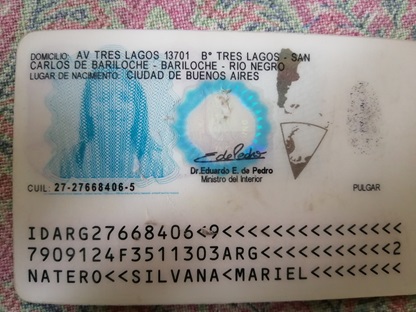 DOMICILIO: AV TRES LAGOS 13701 B° TRES LAGOS - SAN
CARLOS DE BARILOCHE - BARILOCHE - RIO NEGRO
LUGAR DE NACIMIENTO: CIUDAD DE BUENOS AIRES
EdePedro
Dr. Eduardo E. de Pedro
Ministro del Interior
CUIL: 27-27668406-5
PULGAR
IDARG27668406<9<<<<<<<<<<<<<<<
7909124F3511303ARG<<<<<<<<<<<2
NATERO<<SILVANA<MARIEL<<<<<<<<